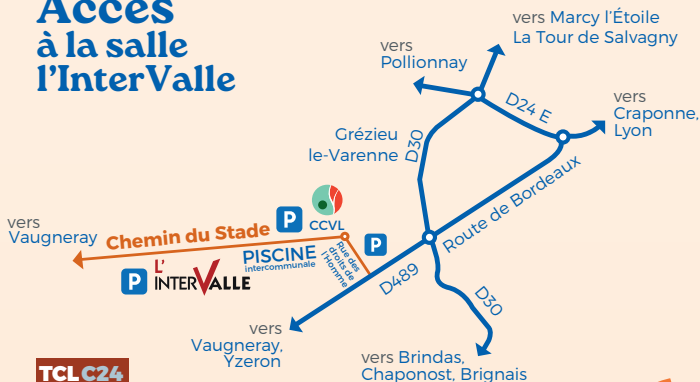 Accès
à la salle
l'InterValle
vers Marcy l'Étoile
La Tour de Salvagny
vers
Pollionnay
D24 E
vers
Craponne,
Lyon
Grézieu
le-Varenne
D30
Route de Bordeaux
P
CCVL
vers
Vaugneray
Chemin du Stade
P
PISCINE
intercommunale
Rue des
droits de
l'Homme
P
L'
INTERVALLE
D489
D30
vers
Vaugneray,
Yzeron
vers Brindas,
Chaponost, Brignais
TCL C24